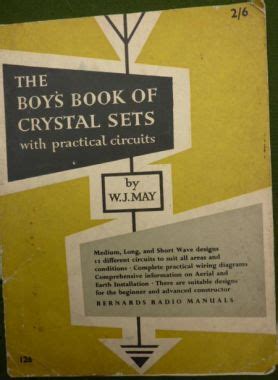 2/6
THE
BOY'S BOOK OF
CRYSTAL SETS
with practical circuits
by
W.J. MAY
Medium, Long, and Short Wave designs
12 different circuits to suit all areas and
conditions · Complete practical wiring diagrams
Comprehensive information on Aerial and
Earth Installation · There are suitable designs
for the beginner and advanced constructor
BERNARDS RADIO MANUALS
126